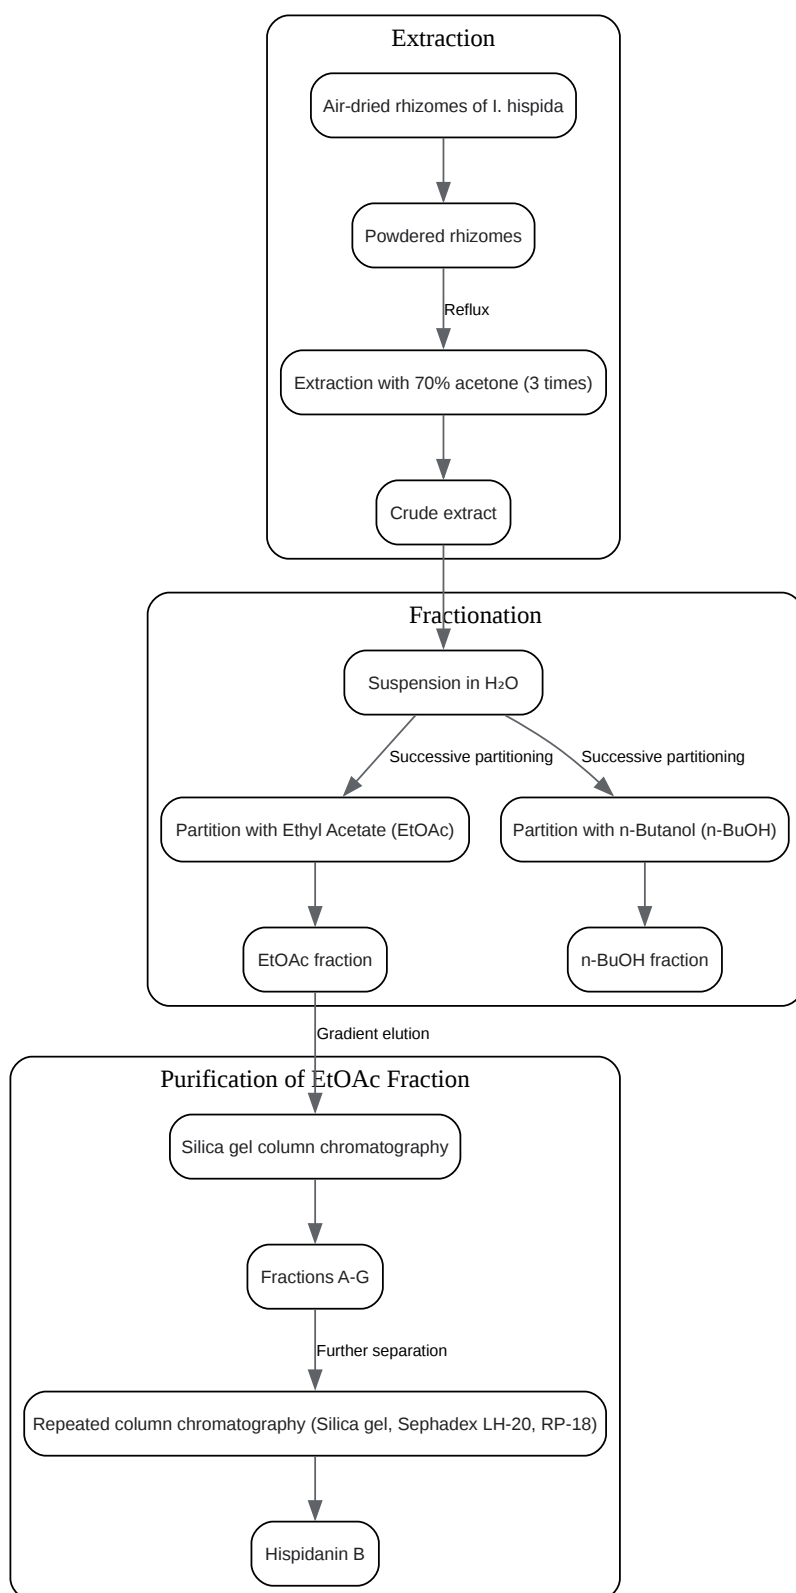 Extraction
Air-dried rhizomes of I. hispida
Powdered rhizomes
Reflux
Extraction with 70% acetone (3 times)
Crude extract
Fractionation
Suspension in H₂O
Successive partitioning
Successive partitioning
Partition with Ethyl Acetate (EtOAc)
Partition with n-Butanol (n-BuOH)
EtOAc fraction
n-BuOH fraction
Gradient elution
Purification of EtOAc Fraction
Silica gel column chromatography
Fractions A-G
Further separation
Repeated column chromatography (Silica gel, Sephadex LH-20, RP-18)
Hispidanin B